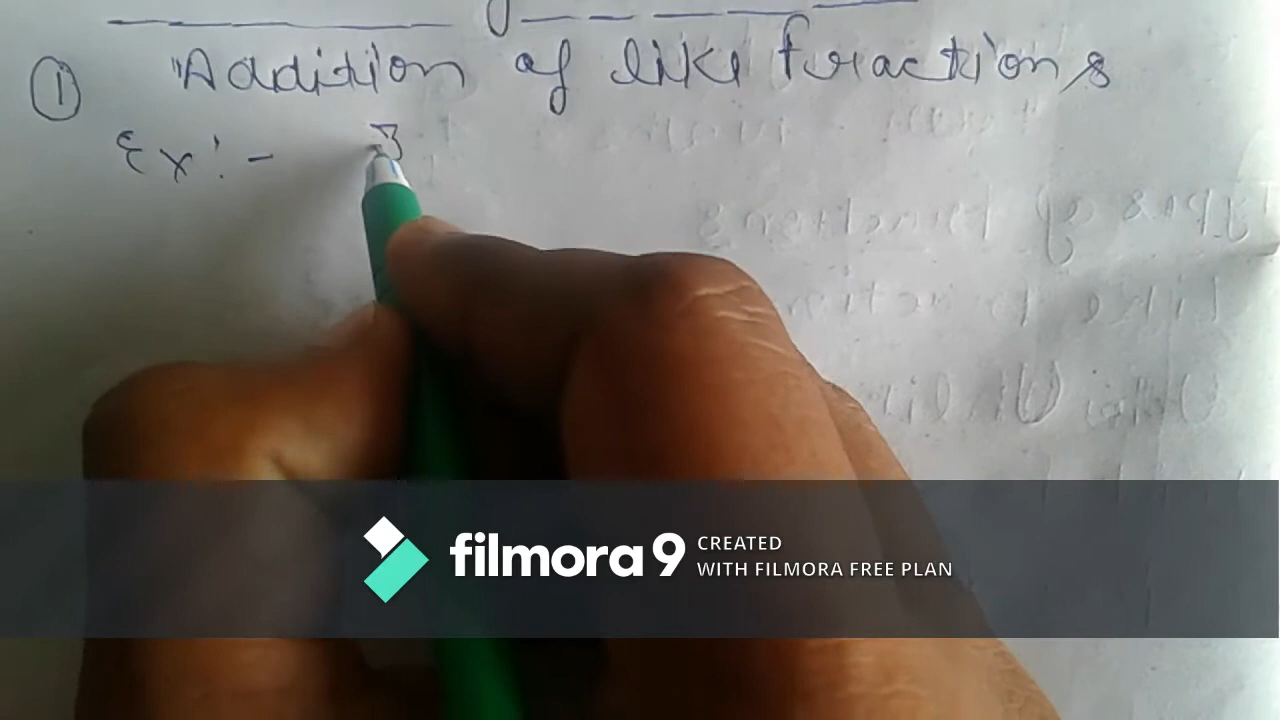 ① Addition of like fractions
Ex:- 3
filmora 9 CREATED
WITH FILMORA FREE PLAN